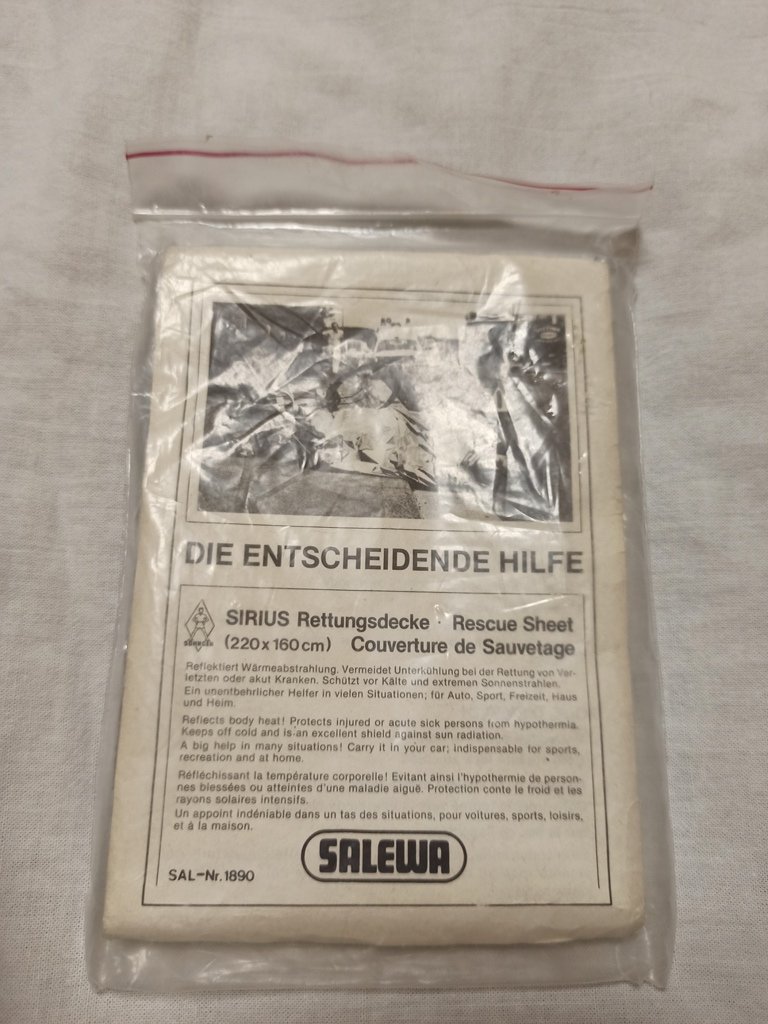 DIE ENTSCHEIDENDE HILFE
SIRIUS Rettungsdecke · Rescue Sheet
(220x160cm) Couverture de Sauvetage
Reflektiert Wärmeabstrahlung. Vermeidet Unterkühlung bei der Rettung von Ver-
letzten oder akut Kranken. Schützt vor Kälte und extremen Sonnenstrahlen.
Ein unentbehrlicher Helfer in vielen Situationen; für Auto, Sport, Freizeit, Haus
und Heim.
Reflects body heat! Protects injured or acute sick persons from hypothermia.
Keeps off cold and is an excellent shield against sun radiation.
A big help in many situations! Carry it in your car; indispensable for sports,
recreation and at home.
Réfléchissant la température corporelle! Evitant ainsi l'hypothermie de person-
nes blessées ou atteintes d'une maladie aiguë. Protection conte le froid et les
rayons solaires intensifs.
Un appoint indéniable dans un tas des situations, pour voitures, sports, loisirs,
et à la maison.
SALEWA
SAL-Nr.1890